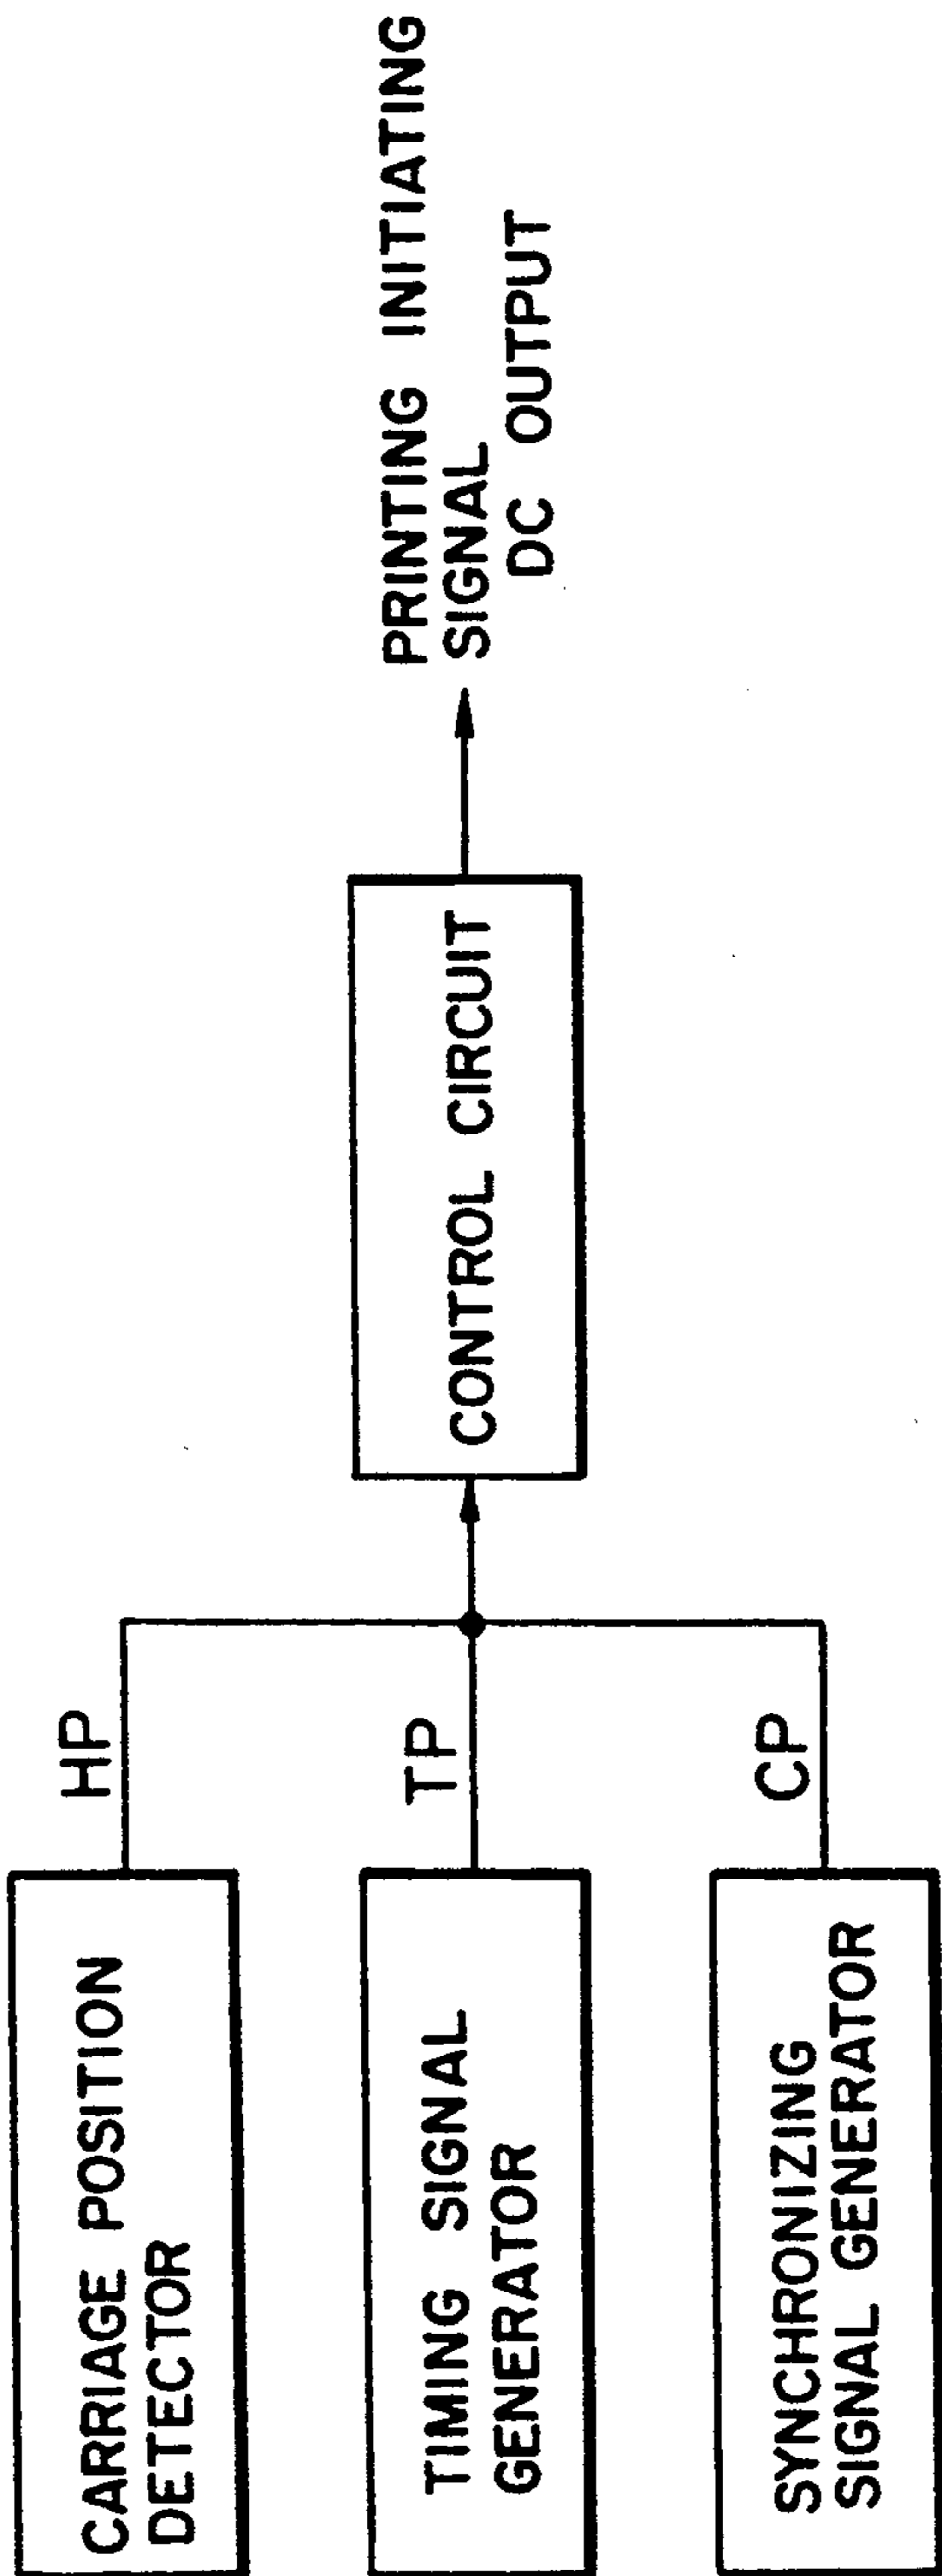 CARRIAGE POSITION
DETECTOR
HP
TIMING SIGNAL
GENERATOR
TP
SYNCHRONIZING
SIGNAL GENERATOR
CP
CONTROL CIRCUIT
PRINTING INITIATING
SIGNAL
DC OUTPUT